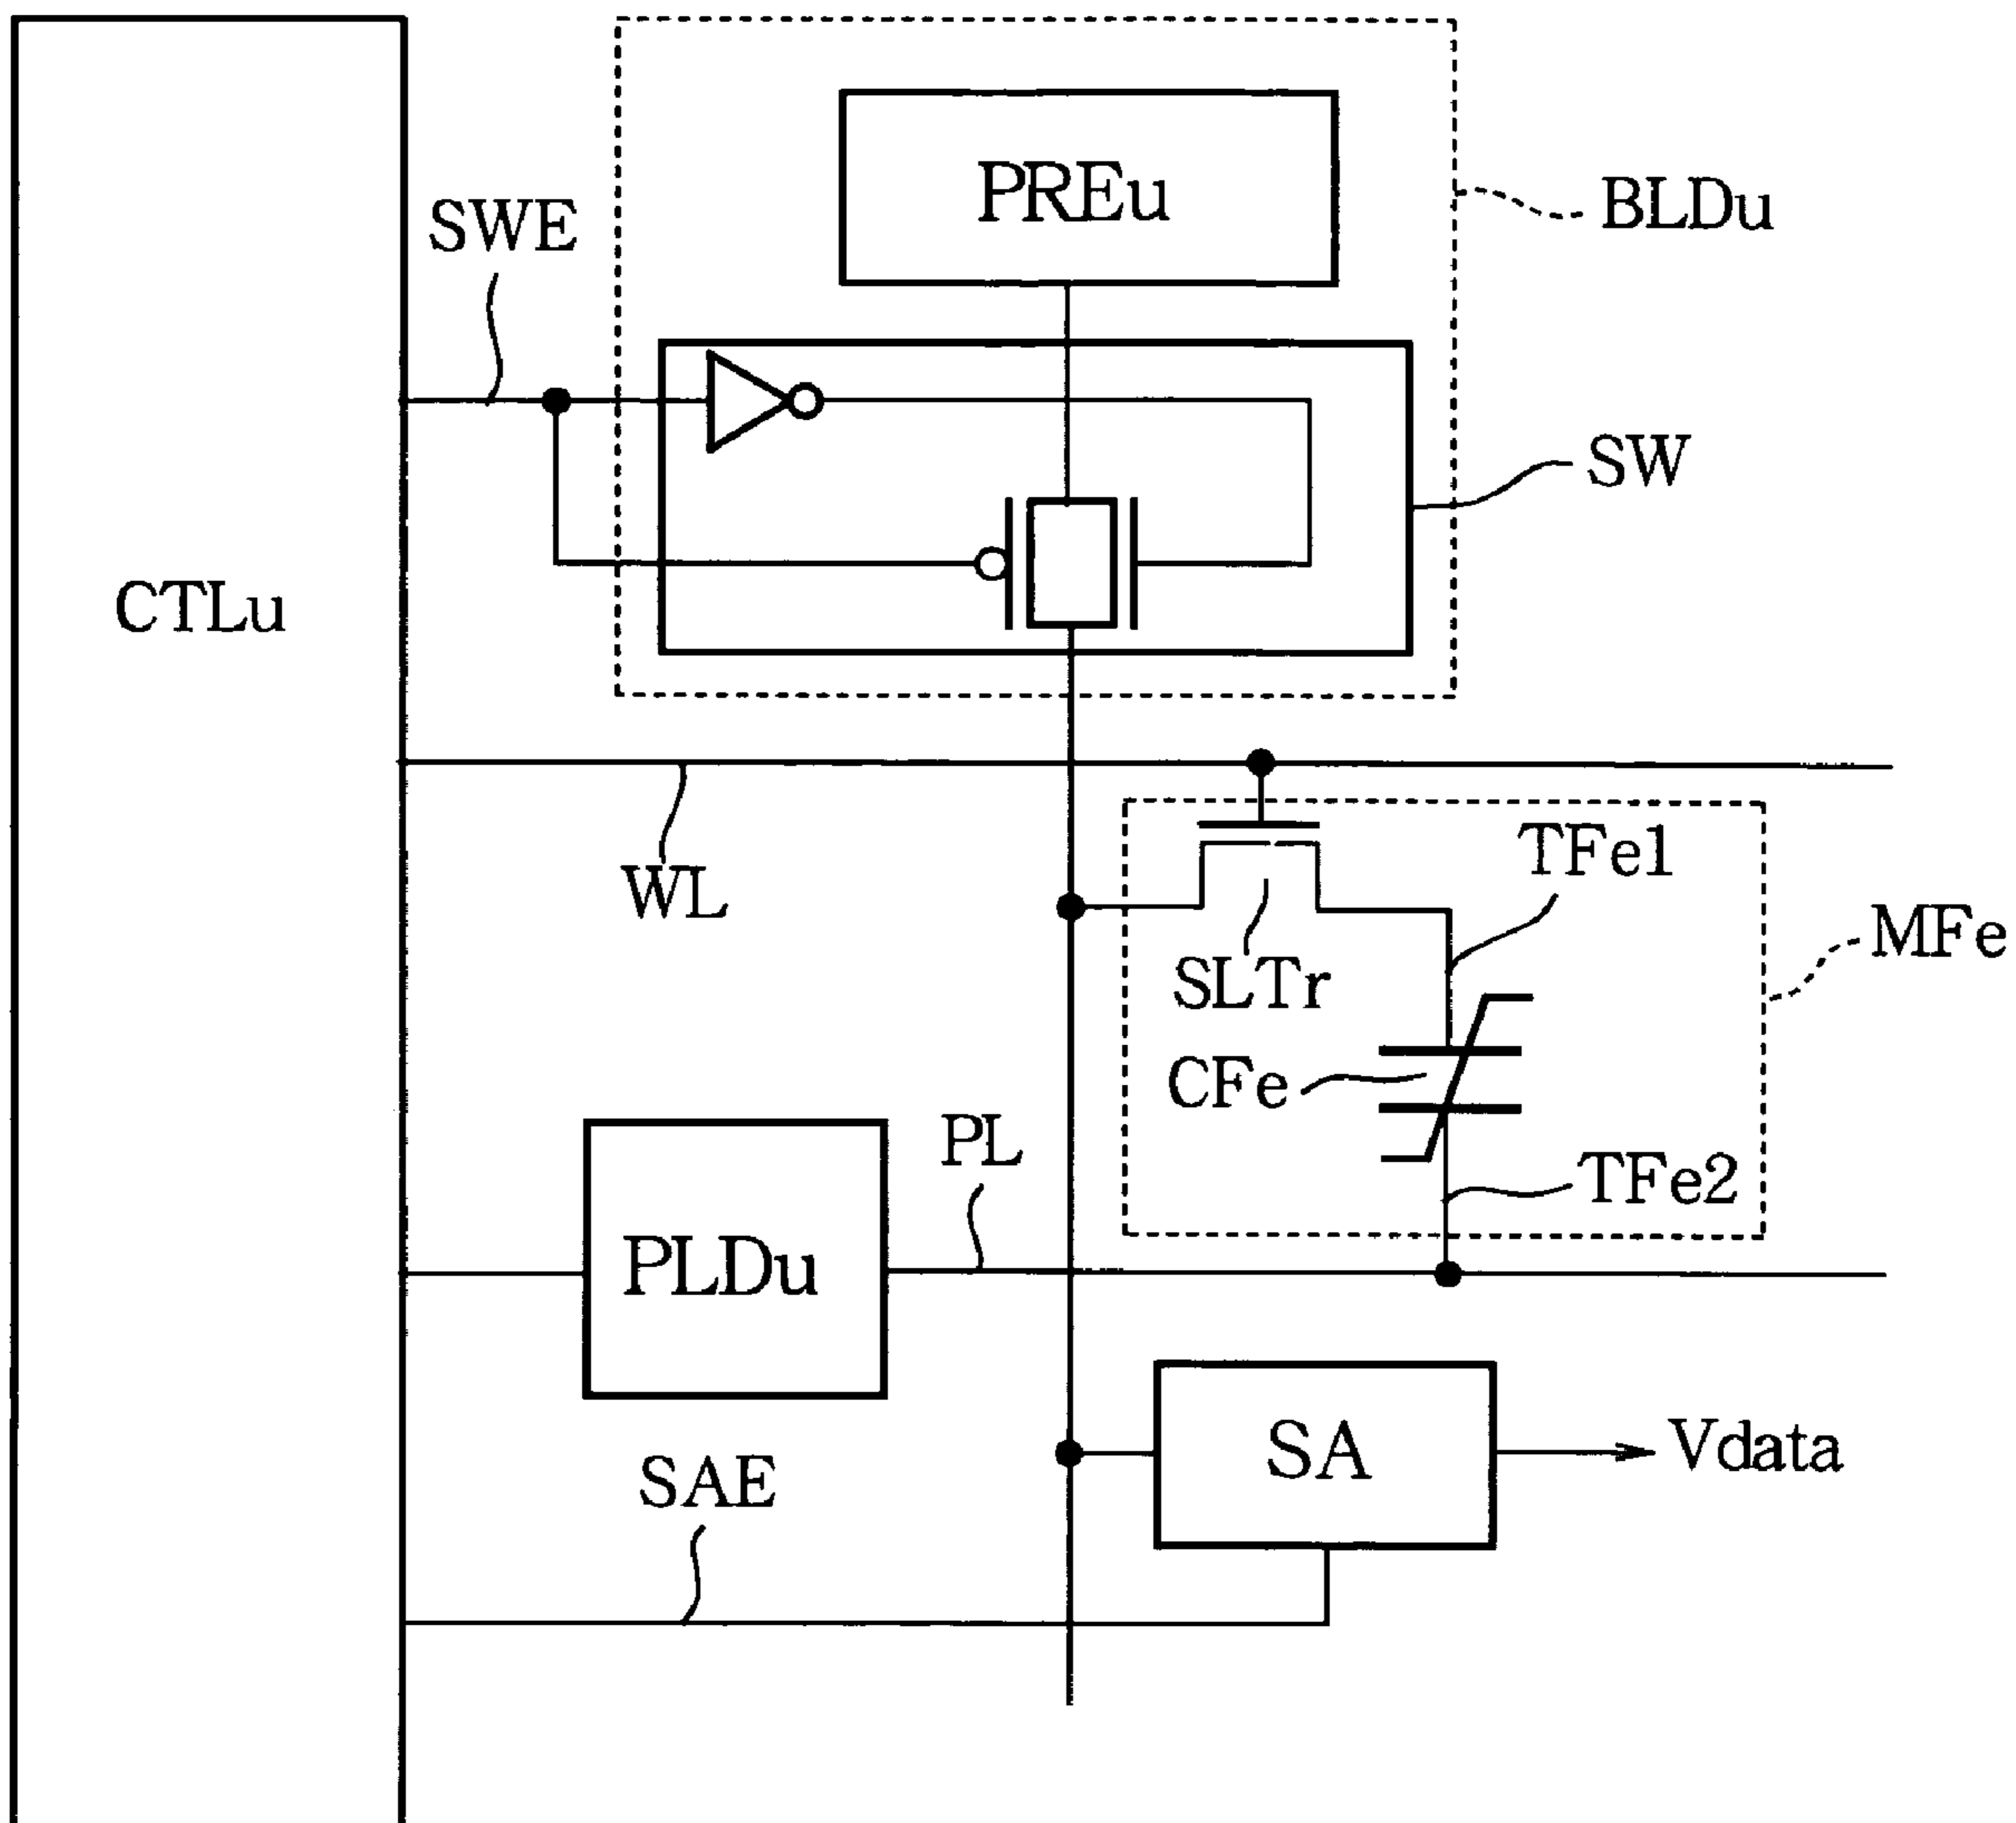 PREu
BLDu
SWE
SW
CTLu
WL
TFe1
MFe
SLTr
CFe
PL
TFe2
PLDu
SA
Vdata
SAE